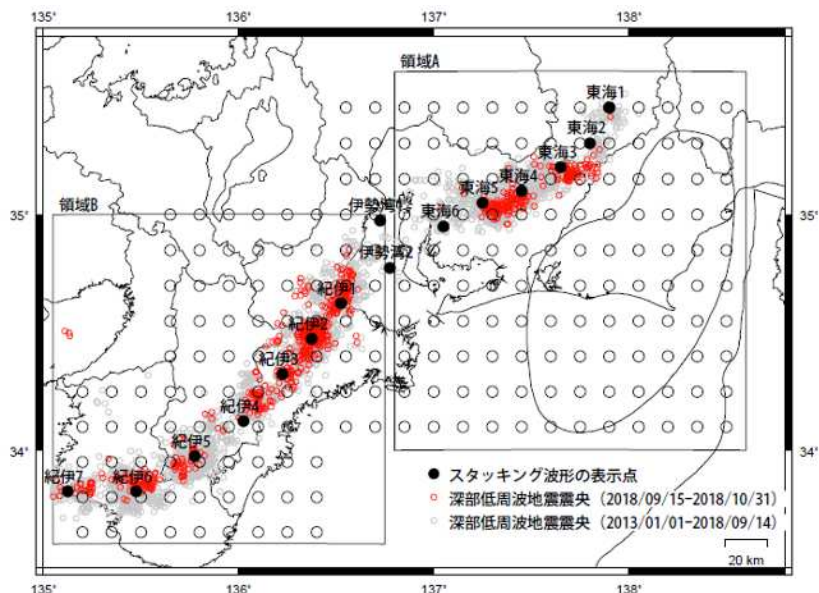 135° 136° 137° 138°
領域A
東海1
東海2
東海3
東海4
東海5
東海6
35° 35°
領域B
伊勢湾1
伊勢湾2
紀伊1
紀伊2
紀伊3
紀伊4
紀伊5
紀伊6
紀伊7
34° 34°
スタッキング波形の表示点
深部低周波地震震央（2018/09/15-2018/10/31）
深部低周波地震震央（2013/01/01-2018/09/14）
20 km
135° 136° 137° 138°